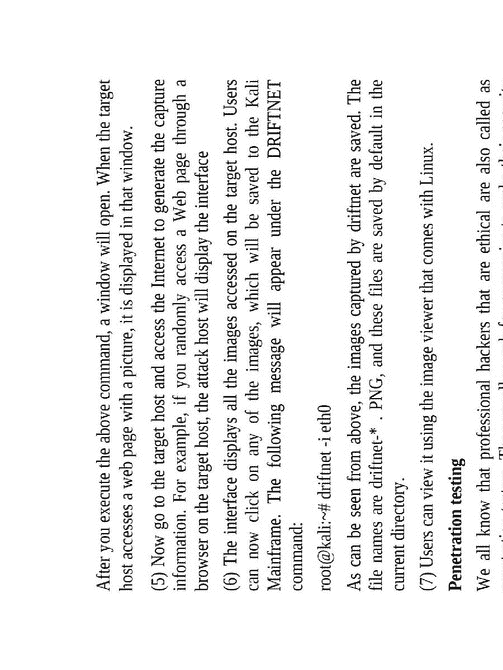 After you execute the above command, a window will open. When the target
host accesses a web page with a picture, it is displayed in that window.
(5) Now go to the target host and access the Internet to generate the capture
information. For example, if you randomly access a Web page through a
browser on the target host, the attack host will display the interface
(6) The interface displays all the images accessed on the target host. Users
can now click on any of the images, which will be saved to the Kali
Mainframe. The following message will appear under the DRIFTNET
command:
root@kali:~# driftnet -i eth0
As can be seen from above, the images captured by driftnet are saved. The
file names are driftnet-* . PNG, and these files are saved by default in the
current directory.
(7) Users can view it using the image viewer that comes with Linux.
Penetration testing
We all know that professional hackers that are ethical are also called as